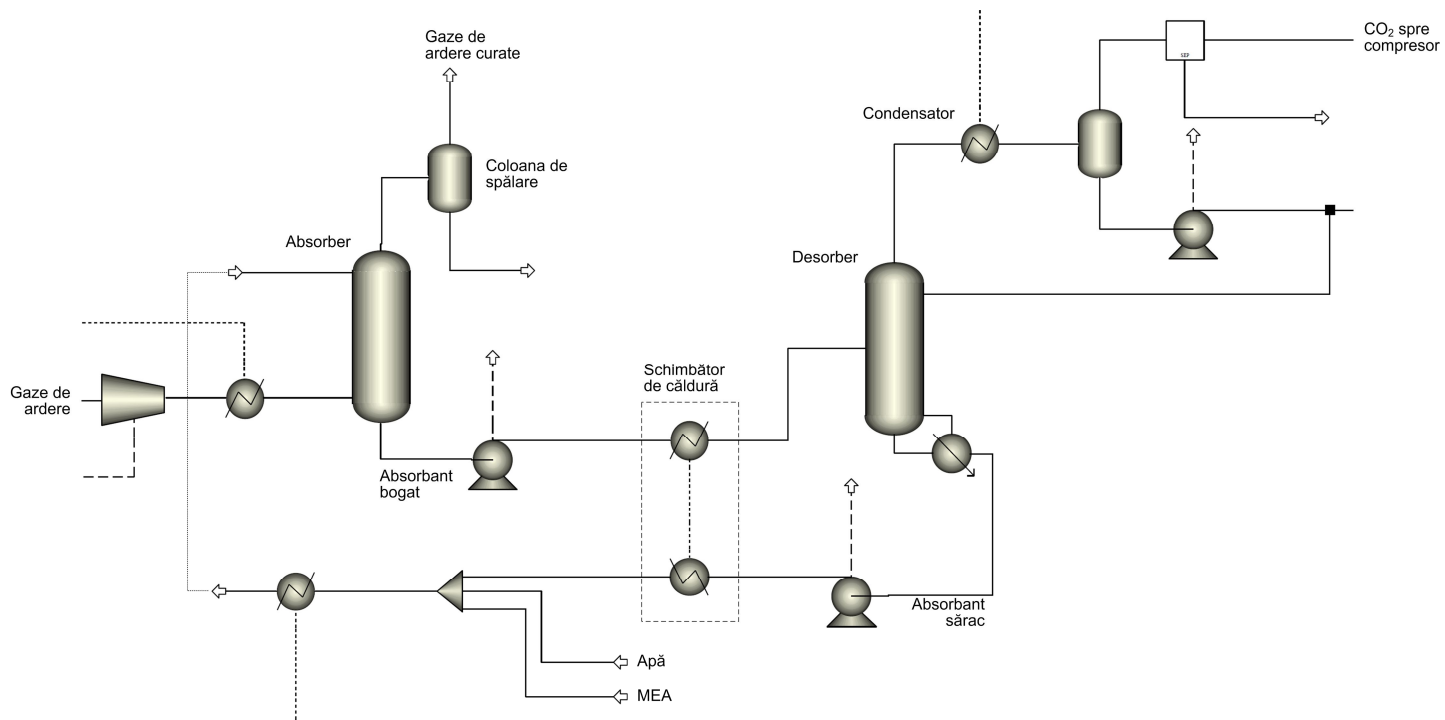 Gaze de
ardere curate
CO₂ spre
compresor
SEP
Condensator
Coloana de
spălare
Absorber
Desorber
Schimbător
de căldură
Gaze de
ardere
Absorbant
bogat
Absorbant
sărac
Apă
MEA